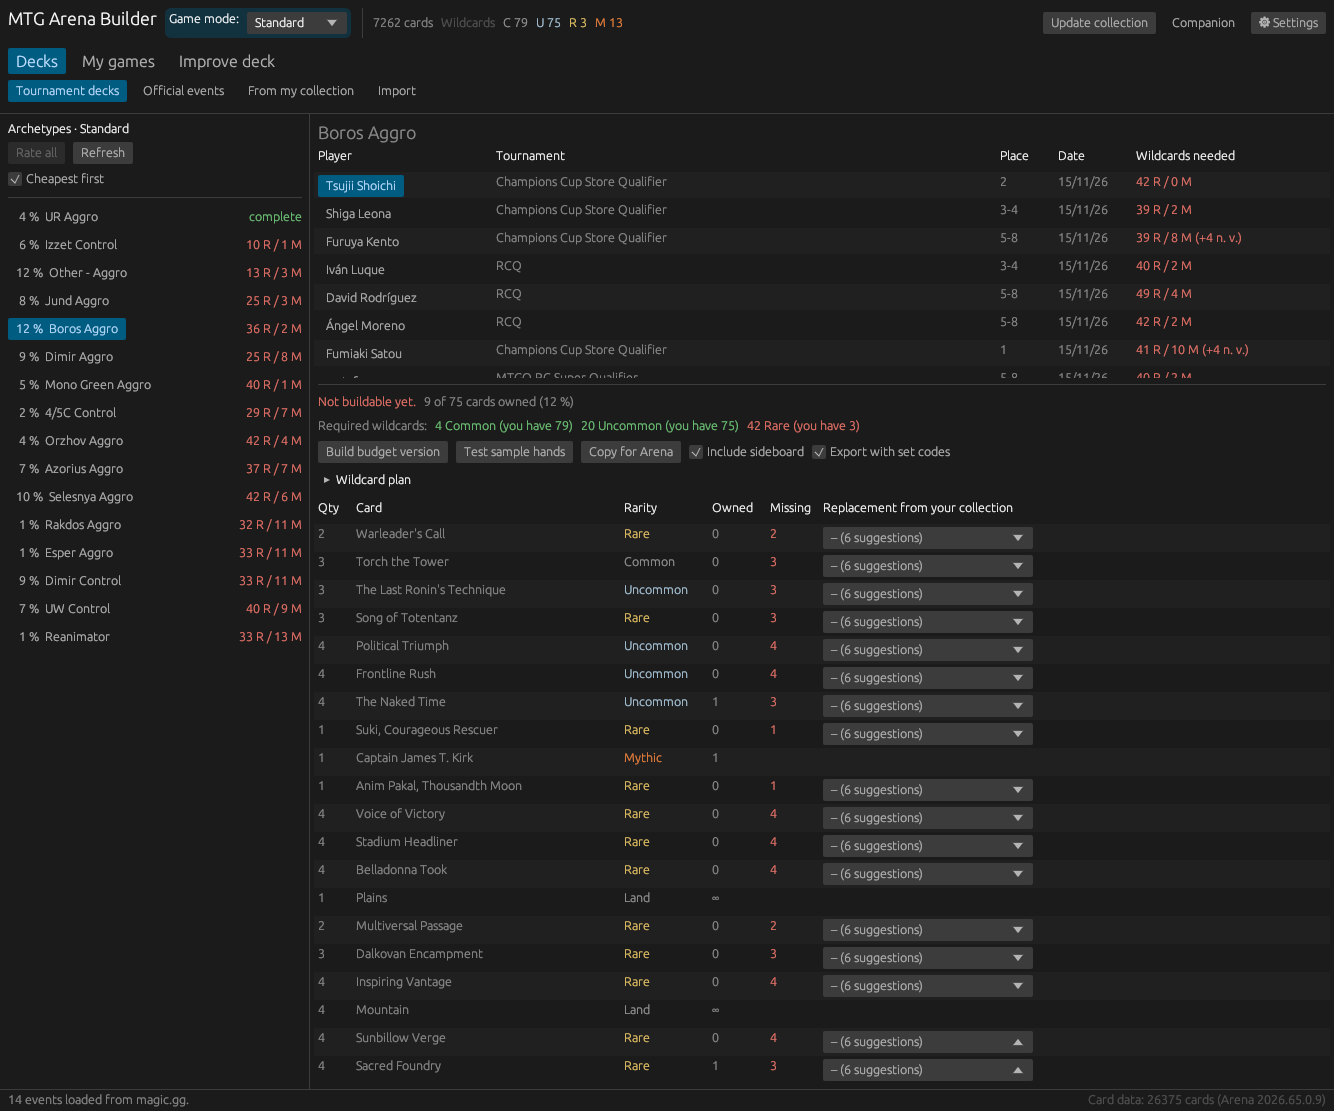 MTG Arena Builder Game mode: Standard 7262 cards Wildcards C 79 U 75 R 3 M 13 Update collection Companion Settings
Decks My games Improve deck
Tournament decks Official events From my collection Import
Archetypes · Standard
Rate all Refresh
Cheapest first
4 % UR Aggro complete
6 % Izzet Control 10 R / 1 M
12 % Other - Aggro 13 R / 3 M
8 % Jund Aggro 25 R / 3 M
12 % Boros Aggro 36 R / 2 M
9 % Dimir Aggro 25 R / 8 M
5 % Mono Green Aggro 40 R / 1 M
2 % 4/5C Control 29 R / 7 M
4 % Orzhov Aggro 42 R / 4 M
7 % Azorius Aggro 37 R / 7 M
10 % Selesnya Aggro 42 R / 6 M
1 % Rakdos Aggro 32 R / 11 M
1 % Esper Aggro 33 R / 11 M
9 % Dimir Control 33 R / 11 M
7 % UW Control 40 R / 9 M
1 % Reanimator 33 R / 13 M
Boros Aggro
Player Tournament Place Date Wildcards needed
Tsujii Shoichi Champions Cup Store Qualifier 2 15/11/26 42 R / 0 M
Shiga Leona Champions Cup Store Qualifier 3-4 15/11/26 39 R / 2 M
Furuya Kento Champions Cup Store Qualifier 5-8 15/11/26 39 R / 8 M (+4 n. v.)
Iván Luque RCQ 3-4 15/11/26 40 R / 2 M
David Rodríguez RCQ 5-8 15/11/26 49 R / 4 M
Ángel Moreno RCQ 5-8 15/11/26 42 R / 2 M
Fumiaki Satou Champions Cup Store Qualifier 1 15/11/26 41 R / 10 M (+4 n. v.)
MTGO RC Super Qualifier 5-8 15/11/26 40 R / 2 M
Not buildable yet. 9 of 75 cards owned (12 %)
Required wildcards: 4 Common (you have 79) 20 Uncommon (you have 75) 42 Rare (you have 3)
Build budget version Test sample hands Copy for Arena Include sideboard Export with set codes
Wildcard plan
Qty Card Rarity Owned Missing Replacement from your collection
2 Warleader's Call Rare 0 2 – (6 suggestions)
3 Torch the Tower Common 0 3 – (6 suggestions)
3 The Last Ronin's Technique Uncommon 0 3 – (6 suggestions)
3 Song of Totentanz Rare 0 3 – (6 suggestions)
4 Political Triumph Uncommon 0 4 – (6 suggestions)
4 Frontline Rush Uncommon 0 4 – (6 suggestions)
4 The Naked Time Uncommon 1 3 – (6 suggestions)
1 Suki, Courageous Rescuer Rare 0 1 – (6 suggestions)
1 Captain James T. Kirk Mythic 1
1 Anim Pakal, Thousandth Moon Rare 0 1 – (6 suggestions)
4 Voice of Victory Rare 0 4 – (6 suggestions)
4 Stadium Headliner Rare 0 4 – (6 suggestions)
4 Belladonna Took Rare 0 4 – (6 suggestions)
1 Plains Land ∞
2 Multiversal Passage Rare 0 2 – (6 suggestions)
3 Dalkovan Encampment Rare 0 3 – (6 suggestions)
4 Inspiring Vantage Rare 0 4 – (6 suggestions)
4 Mountain Land ∞
4 Sunbillow Verge Rare 0 4 – (6 suggestions)
4 Sacred Foundry Rare 1 3 – (6 suggestions)
14 events loaded from magic.gg. Card data: 26375 cards (Arena 2026.65.0.9)